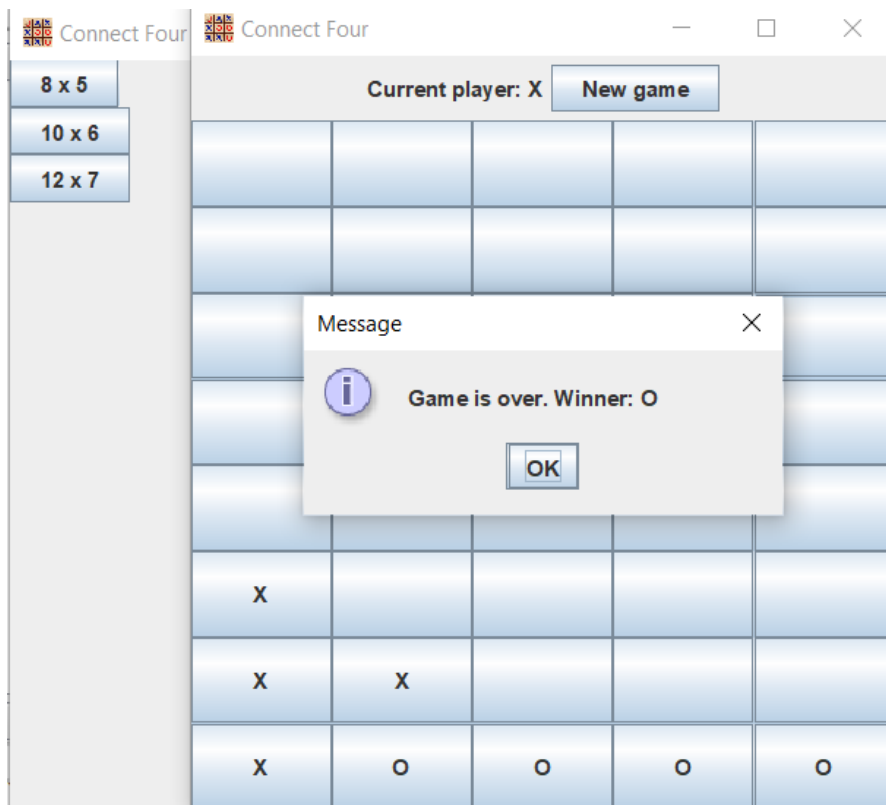 Connect Four
8 x 5
10 x 6
12 x 7
Connect Four
Current player: X New game
Message
i
Game is over. Winner: O
OK
X
X X
X O O O O